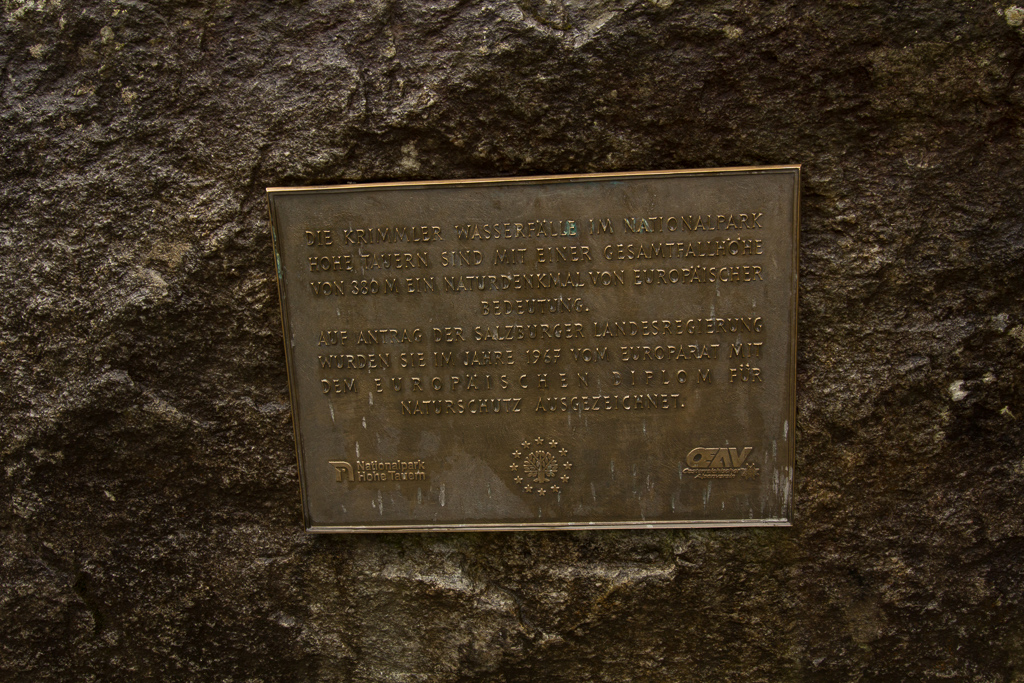 DIE KRIMMLER WASSERFÄLLE IM NATIONALPARK
HOHE TAUERN SIND MIT EINER GESAMTFALLHÖHE
VON 380 M EIN NATURDENKMAL VON EUROPÄISCHER
BEDEUTUNG.
AUF ANTRAG DER SALZBURGER LANDESREGIERUNG
WURDEN SIE IM JAHRE 1967 VOM EUROPARAT MIT
DEM EUROPÄISCHEN DIPLOM FÜR
NATURSCHUTZ AUSGEZEICHNET.
Nationalpark
Hohe Tauern
OEAV